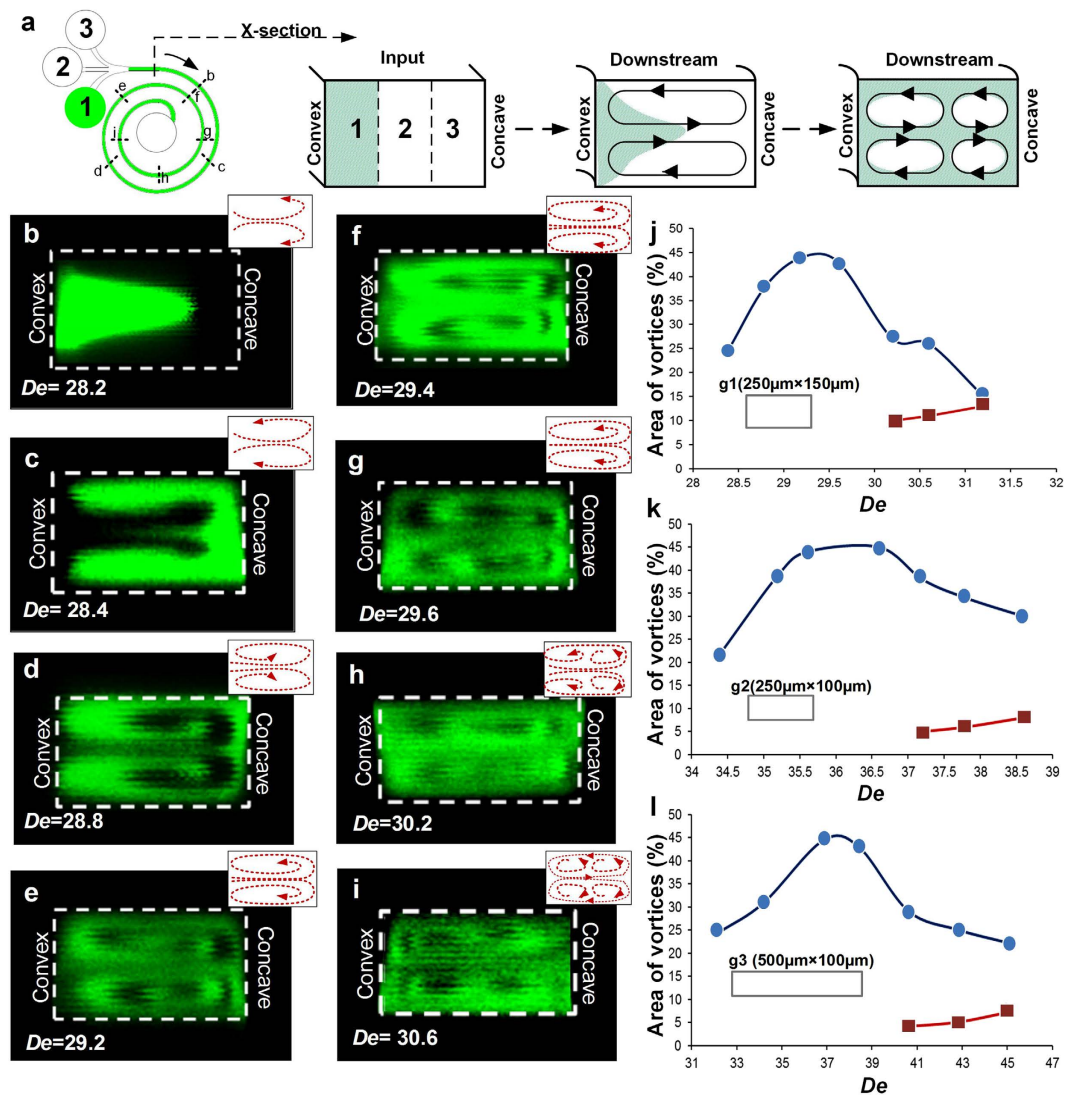 a
3
2
1
X-section
b
e
f
j
g
d
c
h
Input
Convex
1
2
3
Concave
Downstream
Convex
Concave
Downstream
Convex
Concave
b
Convex
Concave
De= 28.2
c
Convex
Concave
De= 28.4
d
Convex
Concave
De=28.8
e
Convex
Concave
De=29.2
f
Convex
Concave
De=29.4
g
Convex
Concave
De=29.6
h
Convex
Concave
De=30.2
i
Convex
Concave
De= 30.6
j
Area of vortices (%)
50
45
40
35
30
25
20
15
10
5
0
g1(250µm×150µm)
28 28.5 29 29.5 30 30.5 31 31.5 32
De
k
Area of vortices (%)
50
45
40
35
30
25
20
15
10
5
0
g2(250µm×100µm)
34 34.5 35 35.5 36 36.5 37 37.5 38 38.5 39
De
l
Area of vortices (%)
50
45
40
35
30
25
20
15
10
5
0
g3 (500µm×100µm)
31 33 35 37 39 41 43 45 47
De